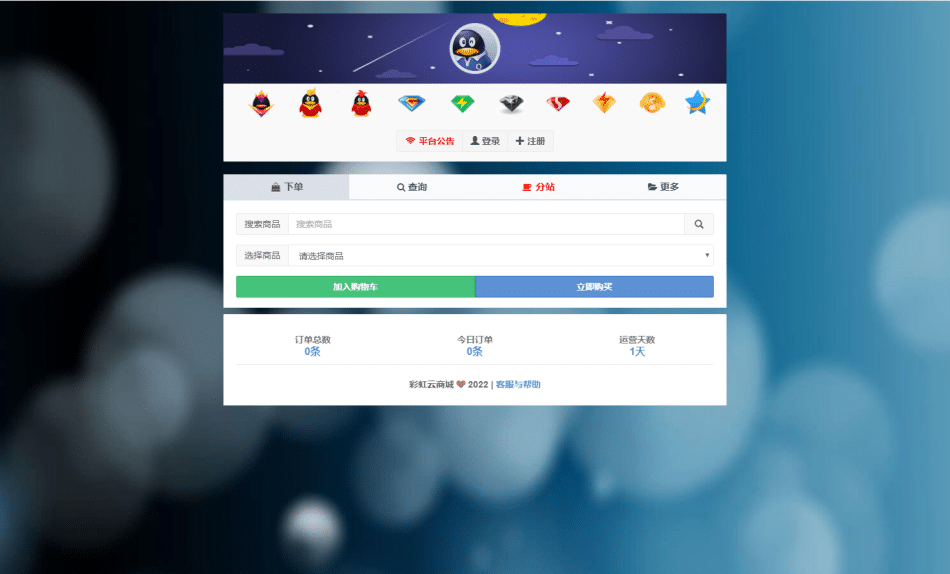 平台公告 登录 注册
下单 查询 分站 更多
搜索商品 搜索商品
选择商品 请选择商品
加入购物车 立即购买
订单总数 今日订单 运营天数
0条 0条 1天
彩虹云商城 ❤ 2022 | 客服与帮助